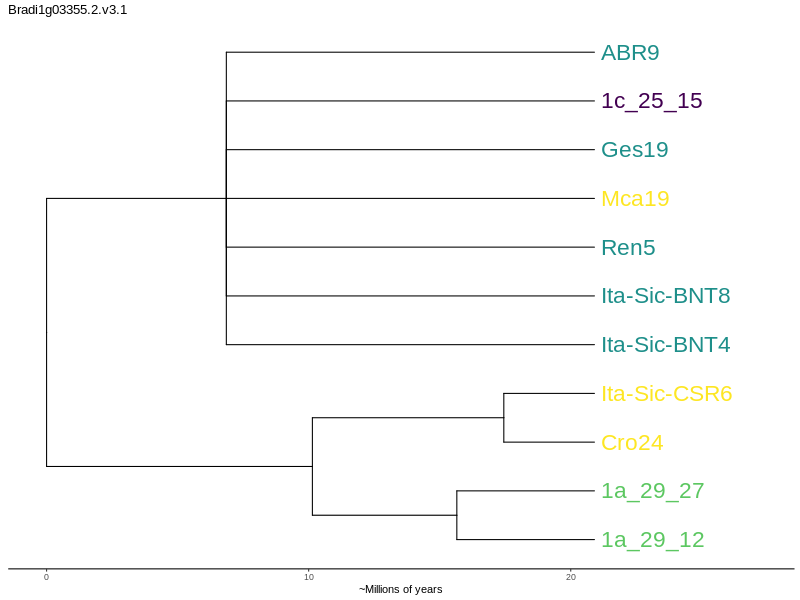 Bradi1g03355.2.v3.1
ABR9
1c_25_15
Ges19
Mca19
Ren5
Ita-Sic-BNT8
Ita-Sic-BNT4
Ita-Sic-CSR6
Cro24
1a_29_27
1a_29_12
0 10 20
~Millions of years